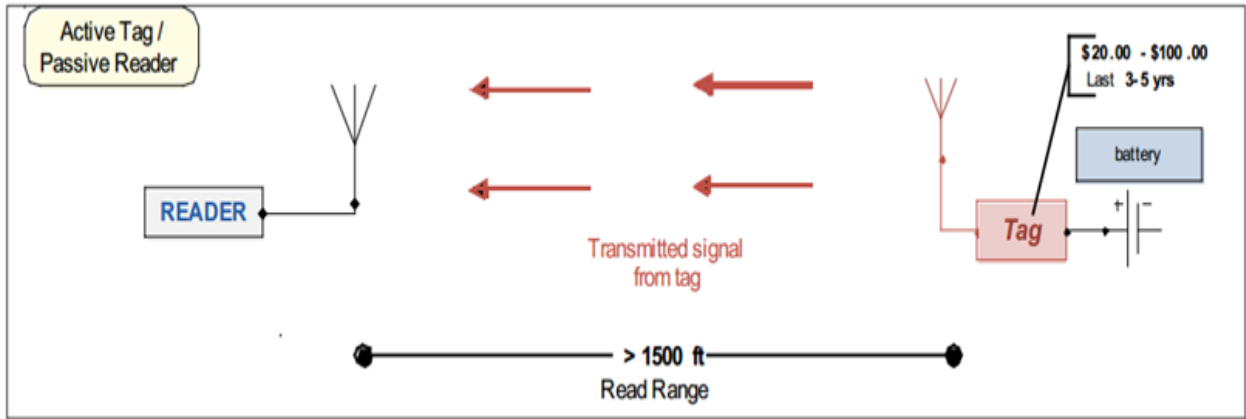 Active Tag /
Passive Reader
$20.00 - $100 .00
Last 3-5 yrs
battery
+ −
READER
Tag
Transmitted signal
from tag
> 1500 ft
Read Range